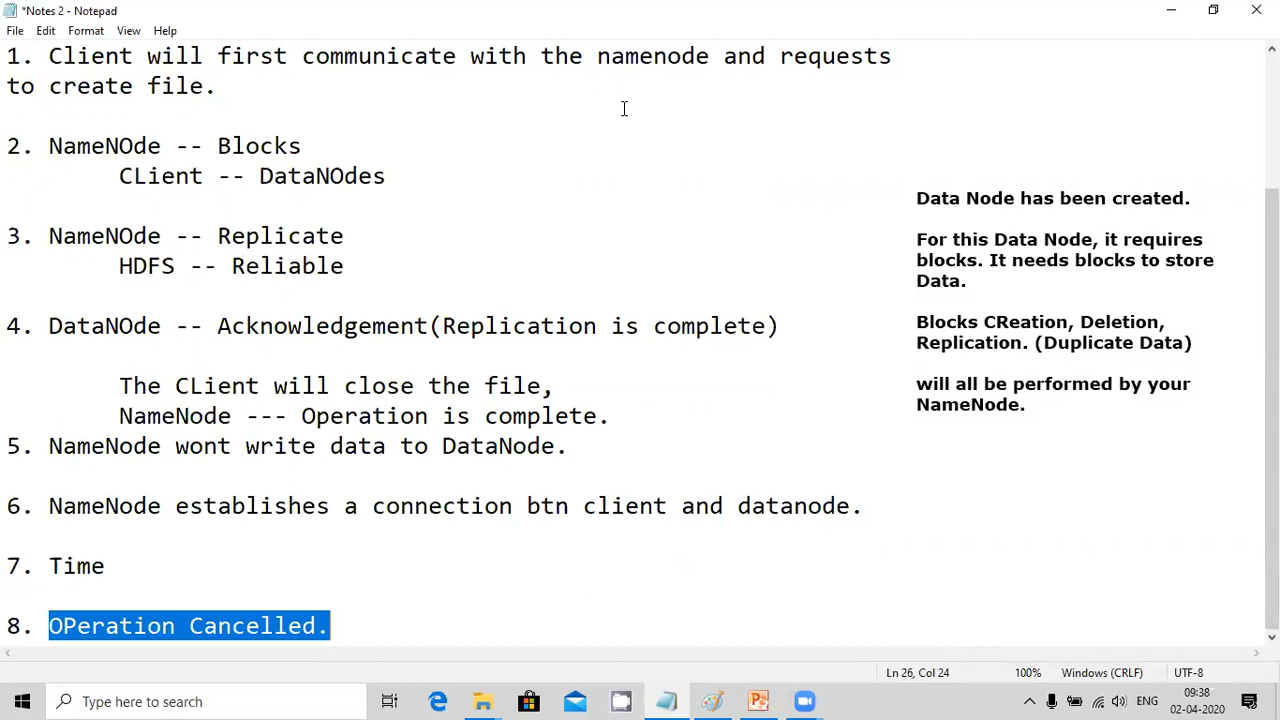 *Notes 2 - Notepad
File Edit Format View Help
1. Client will first communicate with the namenode and requests
to create file.
2. NameNOde -- Blocks
CLient -- DataNOdes
3. NameNOde -- Replicate
HDFS -- Reliable
4. DataNOde -- Acknowledgement(Replication is complete)
The CLient will close the file,
NameNode --- Operation is complete.
5. NameNode wont write data to DataNode.
6. NameNode establishes a connection btn client and datanode.
7. Time
8. OPeration Cancelled.
Data Node has been created.
For this Data Node, it requires
blocks. It needs blocks to store
Data.
Blocks CReation, Deletion,
Replication. (Duplicate Data)
will all be performed by your
NameNode.
Ln 26, Col 24 100% Windows (CRLF) UTF-8
Type here to search
ENG
09:38
02-04-2020